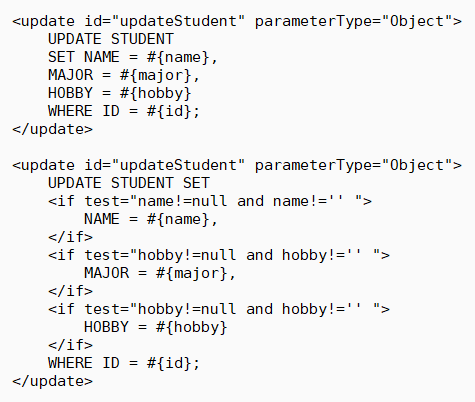 <update id="updateStudent" parameterType="Object">
    UPDATE STUDENT
    SET NAME = #{name},
    MAJOR = #{major},
    HOBBY = #{hobby}
    WHERE ID = #{id};
</update>

<update id="updateStudent" parameterType="Object">
    UPDATE STUDENT SET
    <if test="name!=null and name!='' ">
        NAME = #{name},
    </if>
    <if test="hobby!=null and hobby!='' ">
        MAJOR = #{major},
    </if>
    <if test="hobby!=null and hobby!='' ">
        HOBBY = #{hobby}
    </if>
    WHERE ID = #{id};
</update>